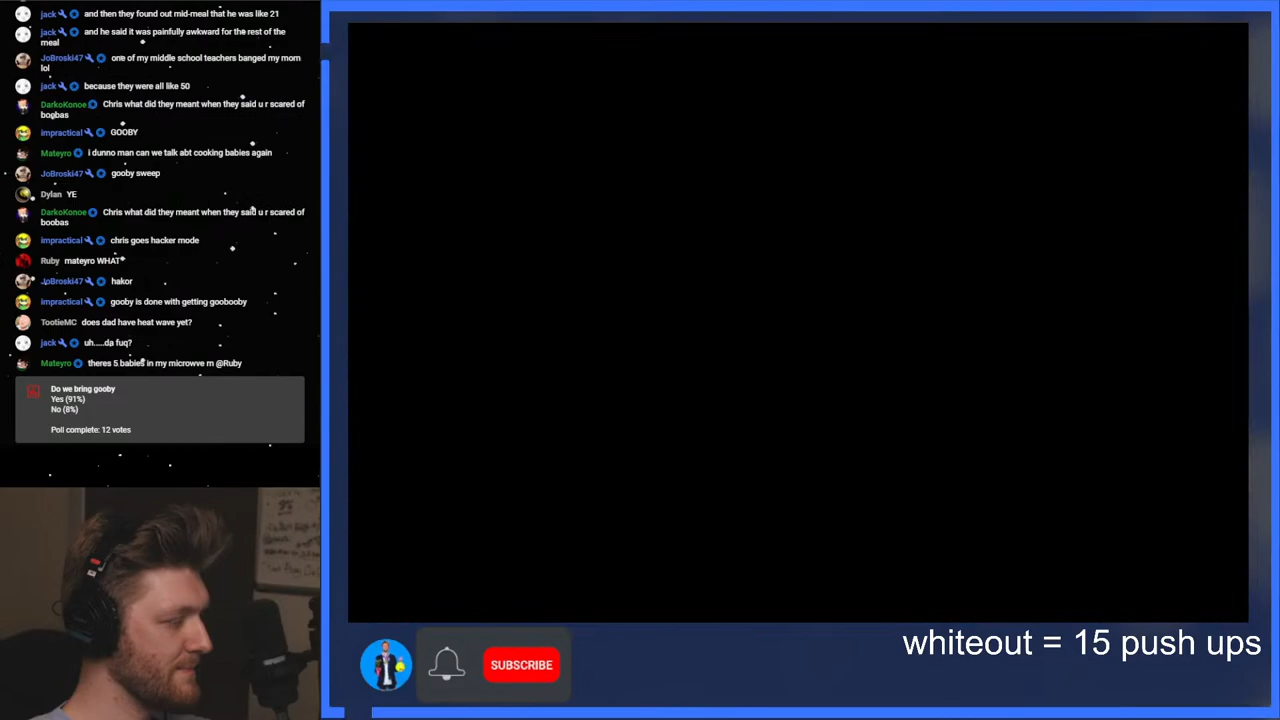 jack and then they found out mid-meal that he was like 21
jack and he said it was painfully awkward for the rest of the
meal
JoBroski47 one of my middle school teachers banged my mom
lol
jack because they were all like 50
DarkoKonoe Chris what did they meant when they said u r scared of
boobas
impractical GOOBY
Mateyro i dunno man can we talk abt cooking babies again
JoBroski47 gooby sweep
Dylan YE
DarkoKonoe Chris what did they meant when they said u r scared of
boobas
impractical chris goes hacker mode
Ruby mateyro WHAT
JoBroski47 hakor
impractical gooby is done with getting goobooby
TootieMC does dad have heat wave yet?
jack uh.....da fuq?
Mateyro theres 5 babies in my microwve rn @Ruby
Do we bring gooby
Yes (91%)
No (8%)
Poll complete: 12 votes
SUBSCRIBE
whiteout = 15 push ups